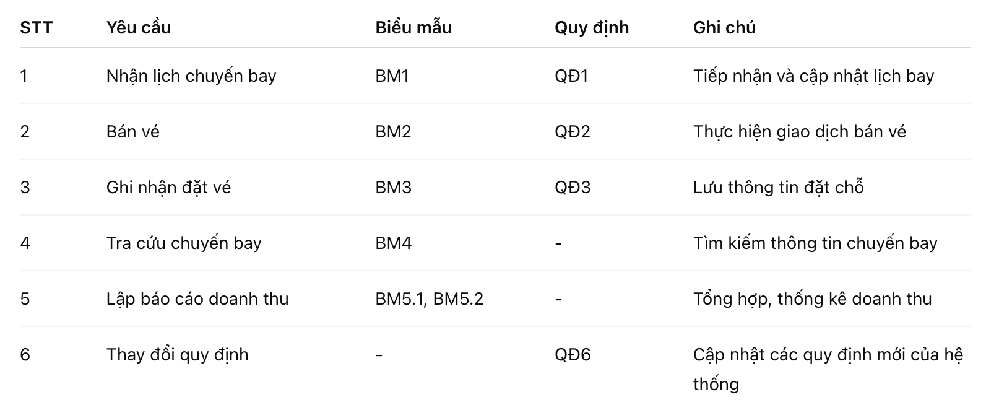 STT Yêu cầu Biểu mẫu Quy định Ghi chú
1 Nhận lịch chuyến bay BM1 QĐ1 Tiếp nhận và cập nhật lịch bay
2 Bán vé BM2 QĐ2 Thực hiện giao dịch bán vé
3 Ghi nhận đặt vé BM3 QĐ3 Lưu thông tin đặt chỗ
4 Tra cứu chuyến bay BM4 - Tìm kiếm thông tin chuyến bay
5 Lập báo cáo doanh thu BM5.1, BM5.2 - Tổng hợp, thống kê doanh thu
6 Thay đổi quy định - QĐ6 Cập nhật các quy định mới của hệ
thống